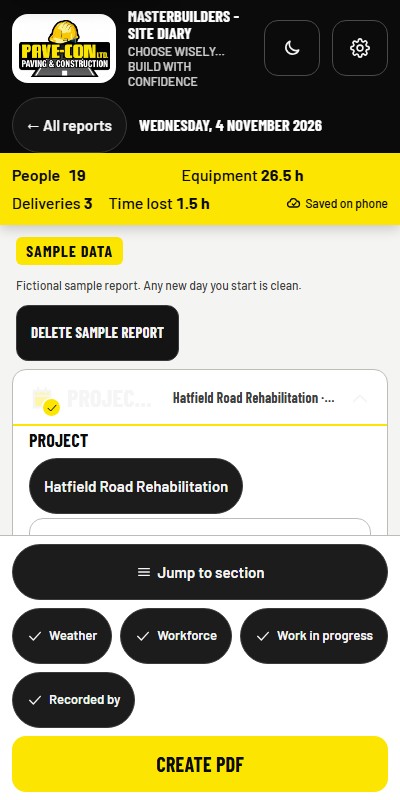 PAVE-CON LTD.
PAVING & CONSTRUCTION
MASTERBUILDERS -
SITE DIARY
CHOOSE WISELY...
BUILD WITH
CONFIDENCE
← All reports
WEDNESDAY, 4 NOVEMBER 2026
People 19
Equipment 26.5 h
Deliveries 3
Time lost 1.5 h
Saved on phone
SAMPLE DATA
Fictional sample report. Any new day you start is clean.
DELETE SAMPLE REPORT
PROJEC...
Hatfield Road Rehabilitation ·...
PROJECT
Hatfield Road Rehabilitation
Jump to section
Weather
Workforce
Work in progress
Recorded by
CREATE PDF